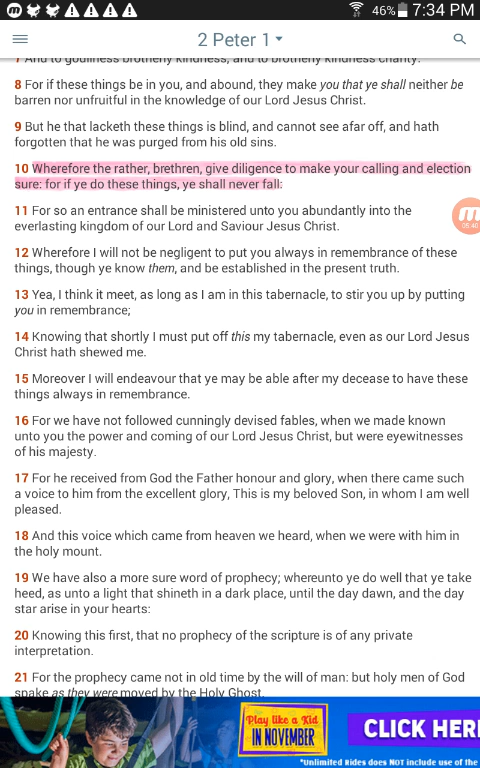 46% 7:34 PM
2 Peter 1
7 And to godliness brotherly kindness; and to brotherly kindness charity.
8 For if these things be in you, and abound, they make you that ye shall neither be
barren nor unfruitful in the knowledge of our Lord Jesus Christ.
9 But he that lacketh these things is blind, and cannot see afar off, and hath
forgotten that he was purged from his old sins.
10 Wherefore the rather, brethren, give diligence to make your calling and election
sure: for if ye do these things, ye shall never fall:
11 For so an entrance shall be ministered unto you abundantly into the
everlasting kingdom of our Lord and Saviour Jesus Christ.
12 Wherefore I will not be negligent to put you always in remembrance of these
things, though ye know them, and be established in the present truth.
13 Yea, I think it meet, as long as I am in this tabernacle, to stir you up by putting
you in remembrance;
14 Knowing that shortly I must put off this my tabernacle, even as our Lord Jesus
Christ hath shewed me.
15 Moreover I will endeavour that ye may be able after my decease to have these
things always in remembrance.
16 For we have not followed cunningly devised fables, when we made known
unto you the power and coming of our Lord Jesus Christ, but were eyewitnesses
of his majesty.
17 For he received from God the Father honour and glory, when there came such
a voice to him from the excellent glory, This is my beloved Son, in whom I am well
pleased.
18 And this voice which came from heaven we heard, when we were with him in
the holy mount.
19 We have also a more sure word of prophecy; whereunto ye do well that ye take
heed, as unto a light that shineth in a dark place, until the day dawn, and the day
star arise in your hearts:
20 Knowing this first, that no prophecy of the scripture is of any private
interpretation.
21 For the prophecy came not in old time by the will of man: but holy men of God
spake as they were moved by the Holy Ghost.
Play like a Kid
IN NOVEMBER
CLICK HER
*Unlimited Rides does NOT include use of the